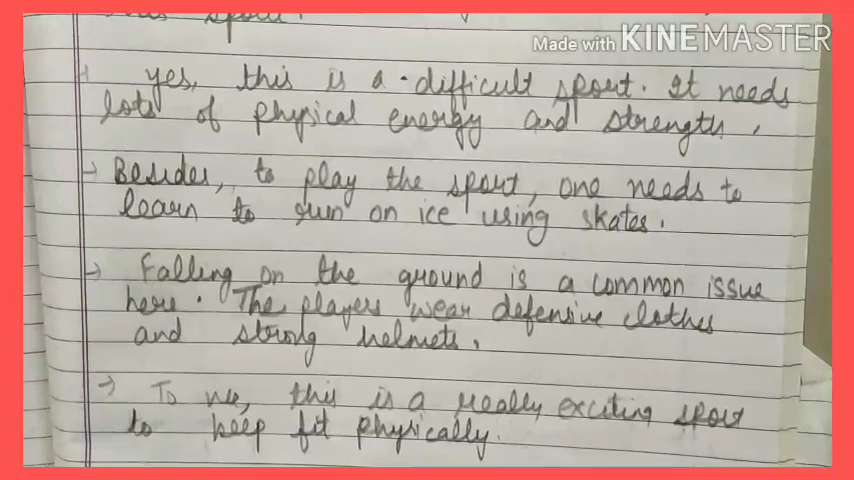 Made with KINEMASTER
this sport.
yes, this is a difficult sport. It needs
lots of physical energy and strength,
→ Besides, to play the sport, one needs to
learn to run on ice using skates.
→ Falling on the ground is a common issue
here. The players wear defensive clothes
and strong helmets.
→ To me, this is a really exciting sport
to keep fit physically.